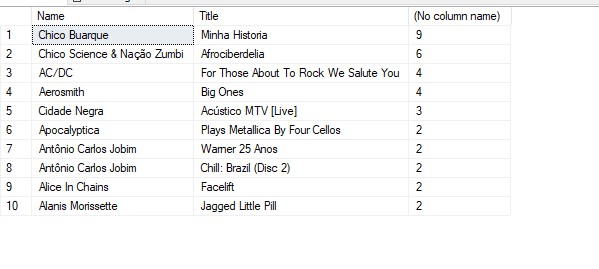 Name Title (No column name)
1 Chico Buarque Minha Historia 9
2 Chico Science & Nação Zumbi Afrociberdelia 6
3 AC/DC For Those About To Rock We Salute You 4
4 Aerosmith Big Ones 4
5 Cidade Negra Acústico MTV [Live] 3
6 Apocalyptica Plays Metallica By Four Cellos 2
7 Antônio Carlos Jobim Warner 25 Anos 2
8 Antônio Carlos Jobim Chill: Brazil (Disc 2) 2
9 Alice In Chains Facelift 2
10 Alanis Morissette Jagged Little Pill 2